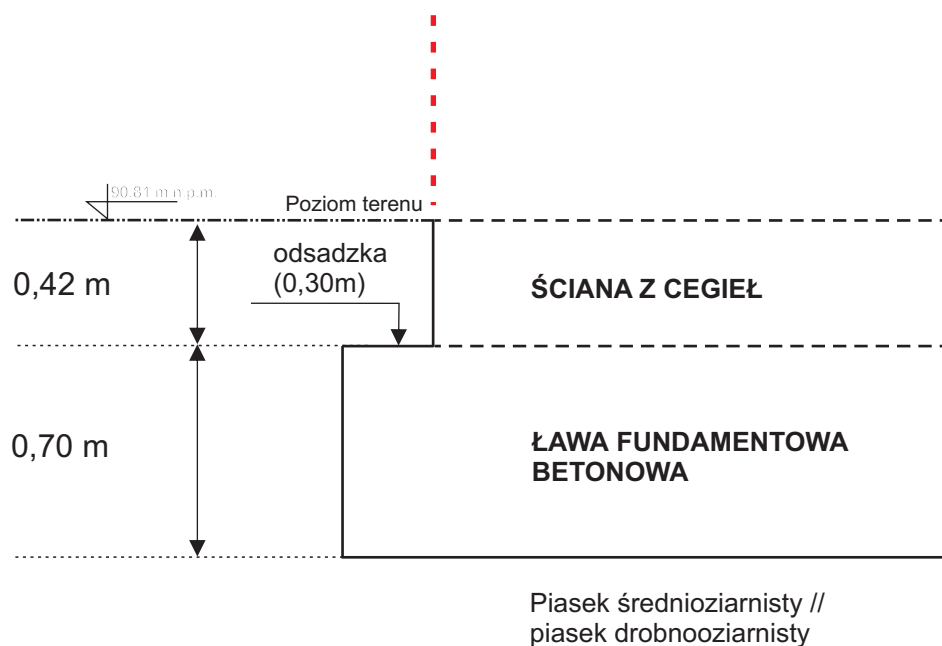 90.81 m n p.m.
Poziom terenu
0,42 m
odsadzka
(0,30m)
ŚCIANA Z CEGIEŁ
0,70 m
ŁAWA FUNDAMENTOWA
BETONOWA
Piasek średnioziarnisty //
piasek drobnooziarnisty